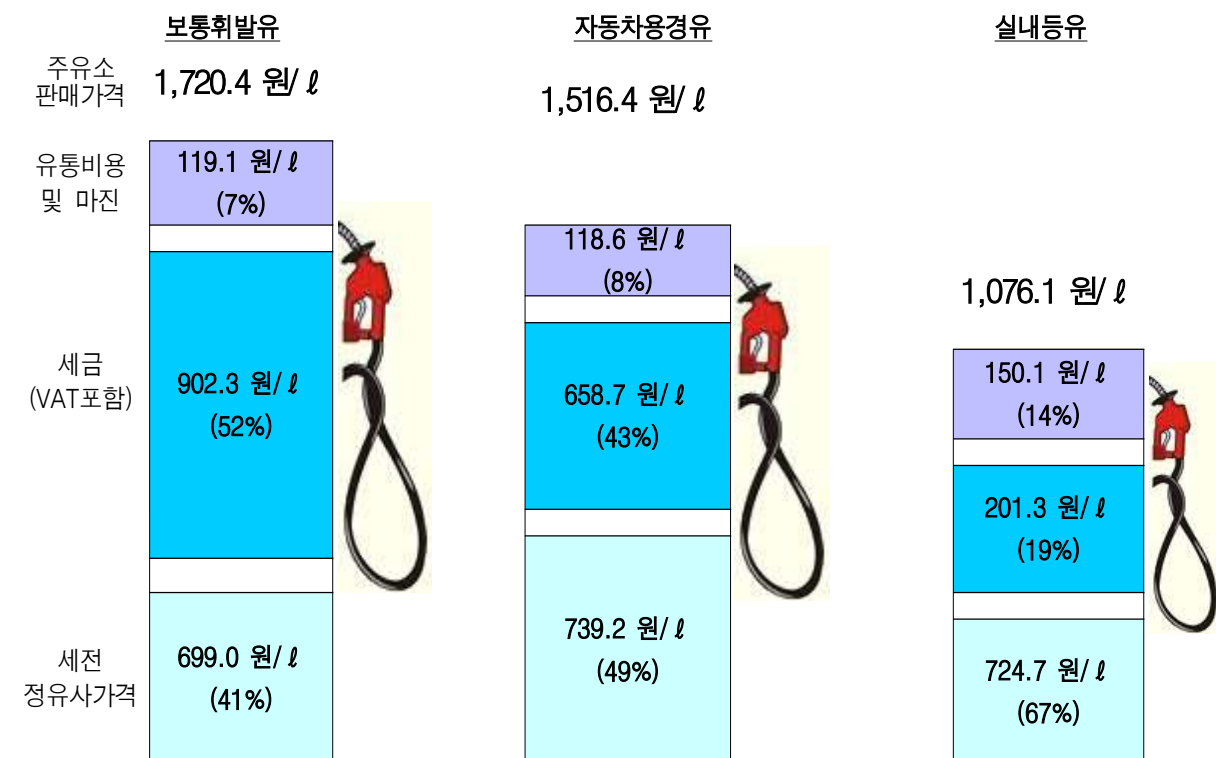 보통휘발유
자동차용경유
실내등유
주유소
판매가격
1,720.4 원/ℓ
1,516.4 원/ℓ
1,076.1 원/ℓ
유통비용
및 마진
119.1 원/ℓ
(7%)
118.6 원/ℓ
(8%)
150.1 원/ℓ
(14%)
세금
(VAT포함)
902.3 원/ℓ
(52%)
658.7 원/ℓ
(43%)
201.3 원/ℓ
(19%)
세전
정유사가격
699.0 원/ℓ
(41%)
739.2 원/ℓ
(49%)
724.7 원/ℓ
(67%)